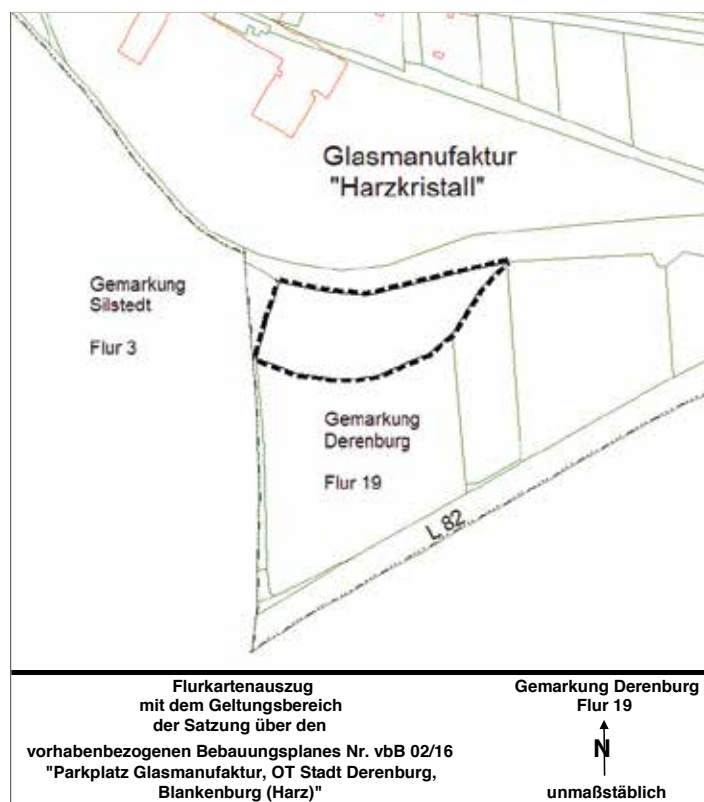 Glasmanufaktur
"Harzkristall"
Gemarkung
Silstedt
Flur 3
Gemarkung
Derenburg
Flur 19
L 82
Flurkartenauszug
mit dem Geltungsbereich
der Satzung über den
vorhabenbezogenen Bebauungsplanes Nr. vbB 02/16
"Parkplatz Glasmanufaktur, OT Stadt Derenburg,
Blankenburg (Harz)"
Gemarkung Derenburg
Flur 19
N
unmaßstäblich